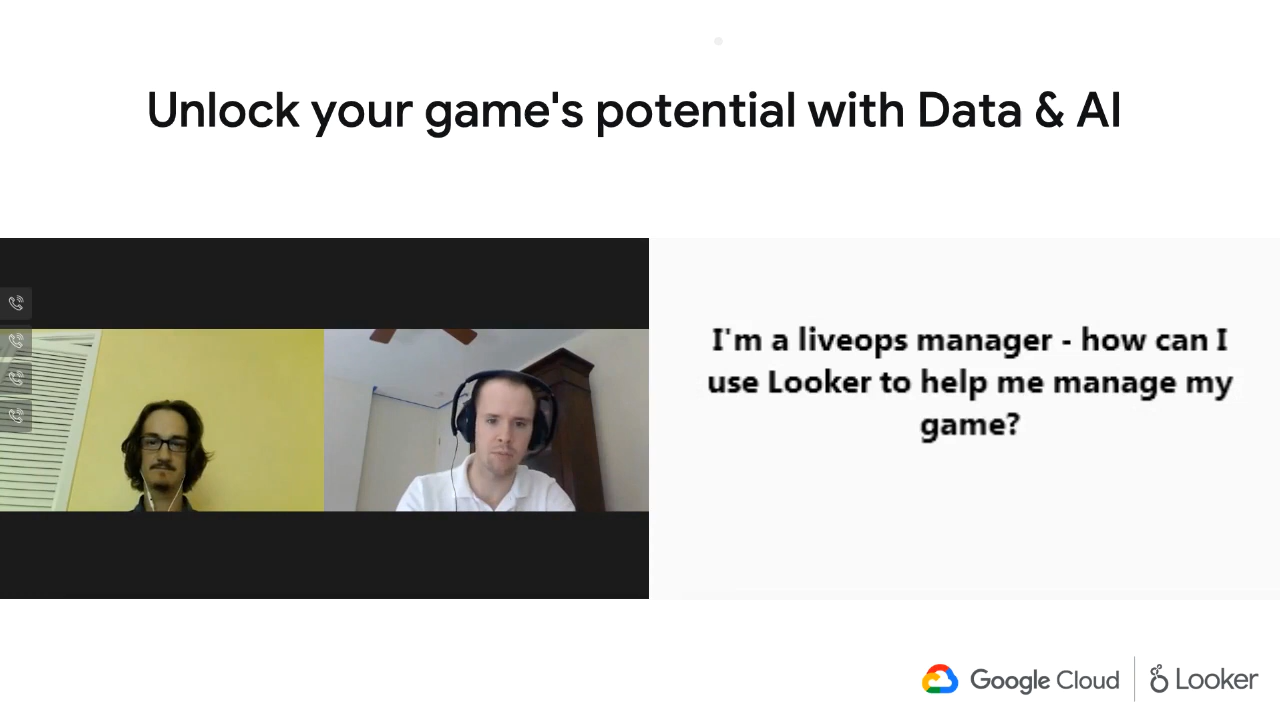 Unlock your game's potential with Data & AI
I'm a liveops manager - how can I
use Looker to help me manage my
game?
Google Cloud
Looker